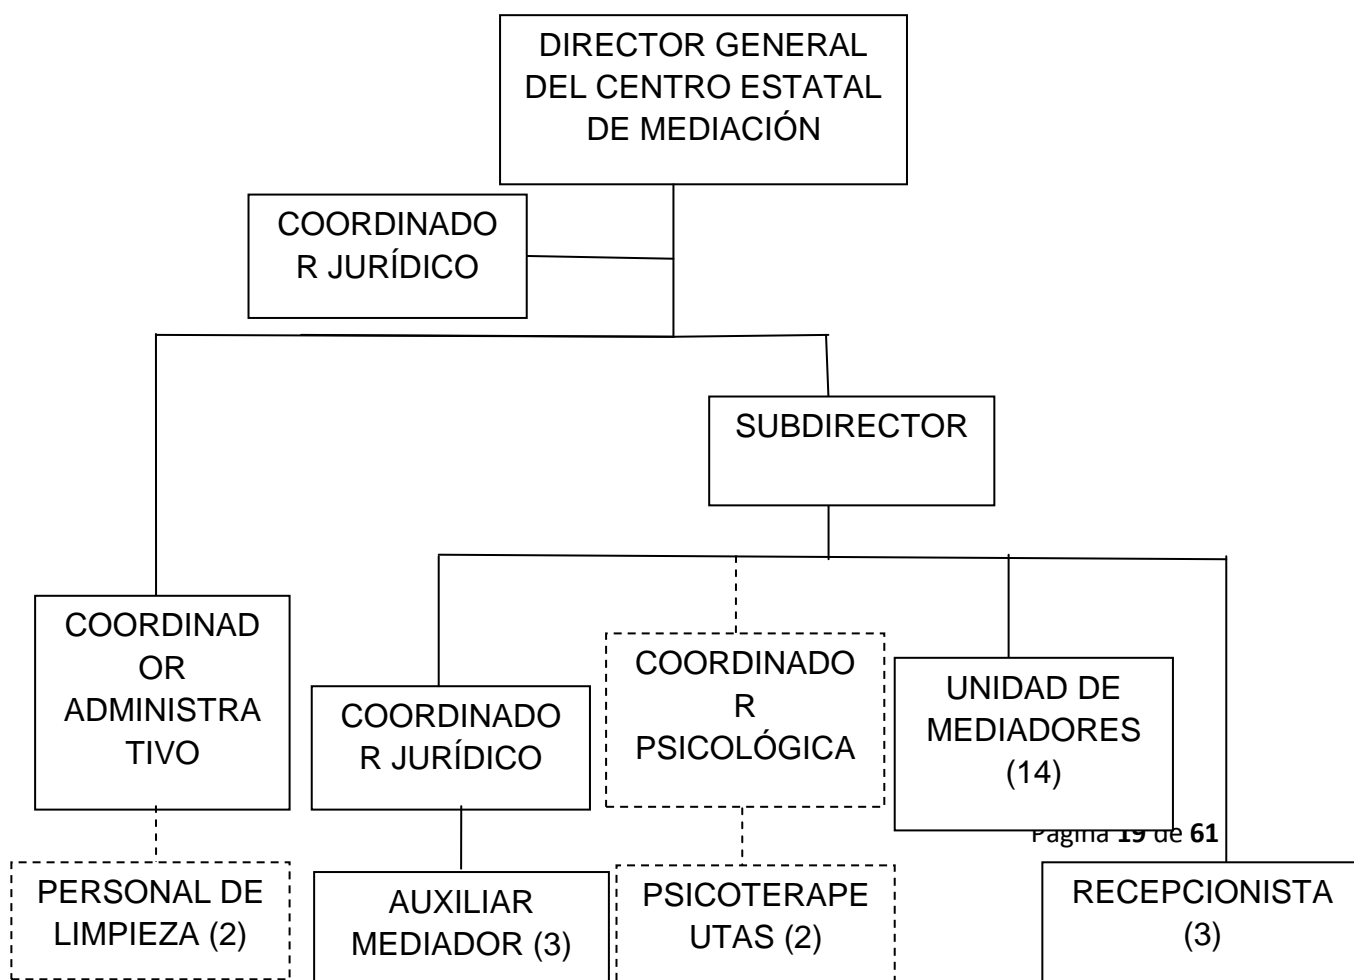 DIRECTOR GENERAL
DEL CENTRO ESTATAL
DE MEDIACIÓN
COORDINADO
R JURÍDICO
SUBDIRECTOR
COORDINAD
OR
ADMINISTRA
TIVO
COORDINADO
R JURÍDICO
COORDINADO
R
PSICOLÓGICA
UNIDAD DE
MEDIADORES
(14)
Página 19 de 61
PERSONAL DE
LIMPIEZA (2)
AUXILIAR
MEDIADOR (3)
PSICOTERAPE
UTAS (2)
RECEPCIONISTA
(3)